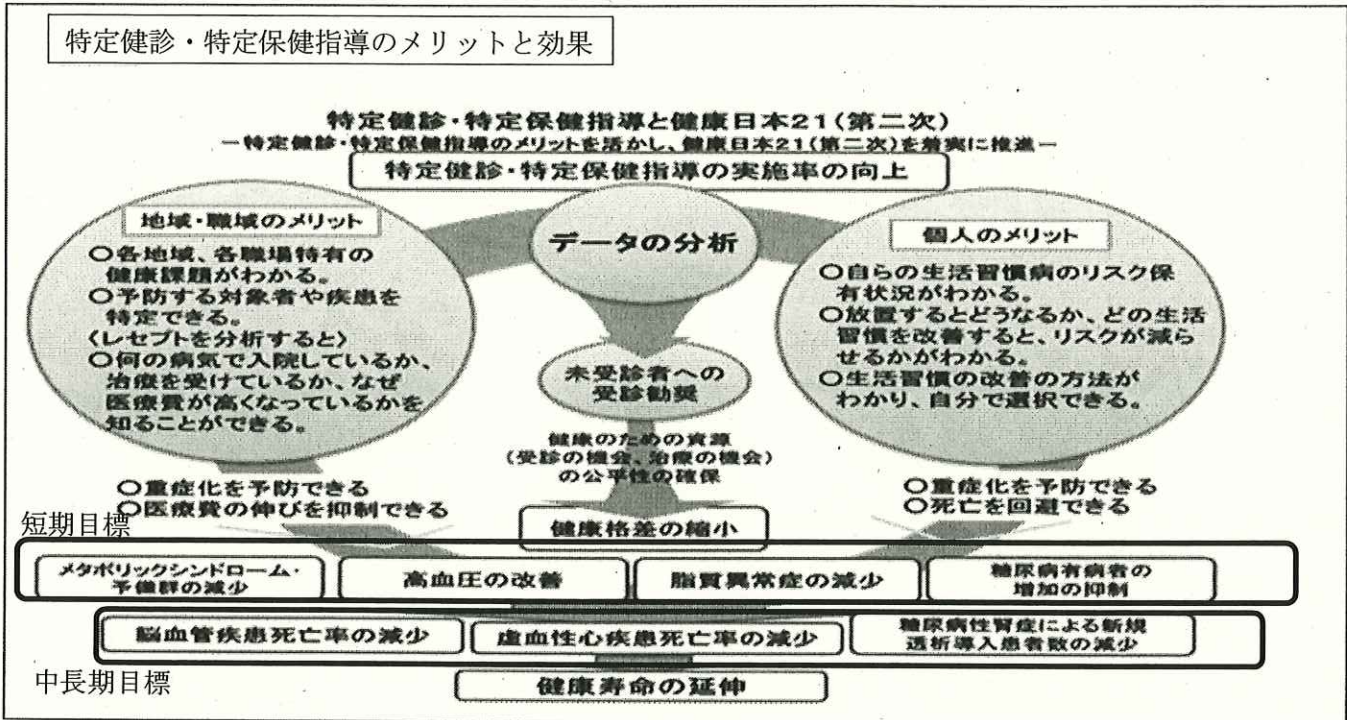 特定健診・特定保健指導のメリットと効果
特定健診・特定保健指導と健康日本21(第二次)
ー特定健診・特定保健指導のメリットを活かし、健康日本21(第二次)を着実に推進ー
特定健診・特定保健指導の実施率の向上
地域・職域のメリット
○各地域、各職場特有の
健康課題がわかる。
○予防する対象者や疾患を
特定できる。
〈レセプトを分析すると〉
○何の病気で入院しているか、
治療を受けているか、なぜ
医療費が高くなっているかを
知ることができる。
データの分析
未受診者への
受診勧奨
個人のメリット
○自らの生活習慣病のリスク保
有状況がわかる。
○放置するとどうなるか、どの生活
習慣を改善すると、リスクが減ら
せるかがわかる。
○生活習慣の改善の方法が
わかり、自分で選択できる。
健康のための資源
(受診の機会、治療の機会)
の公平性の確保
○重症化を予防できる
○医療費の伸びを抑制できる
○重症化を予防できる
○死亡を回避できる
健康格差の縮小
短期目標
メタボリックシンドローム・
予備群の減少
高血圧の改善
脂質異常症の減少
糖尿病有病者の
増加の抑制
脳血管疾患死亡率の減少
虚血性心疾患死亡率の減少
糖尿病性腎症による新規
透析導入患者数の減少
中長期目標
健康寿命の延伸